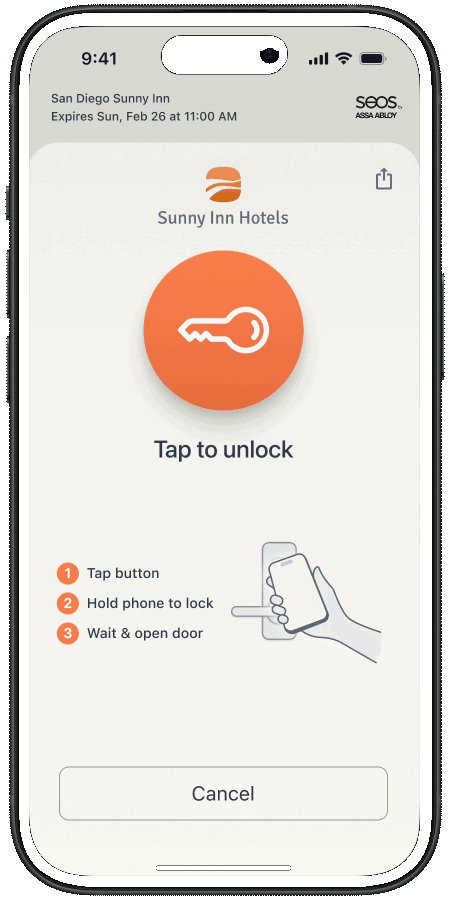 9:41
San Diego Sunny Inn
Expires Sun, Feb 26 at 11:00 AM
seos
ASSA ABLOY
Sunny Inn Hotels
Tap to unlock
1 Tap button
2 Hold phone to lock
3 Wait & open door
Cancel